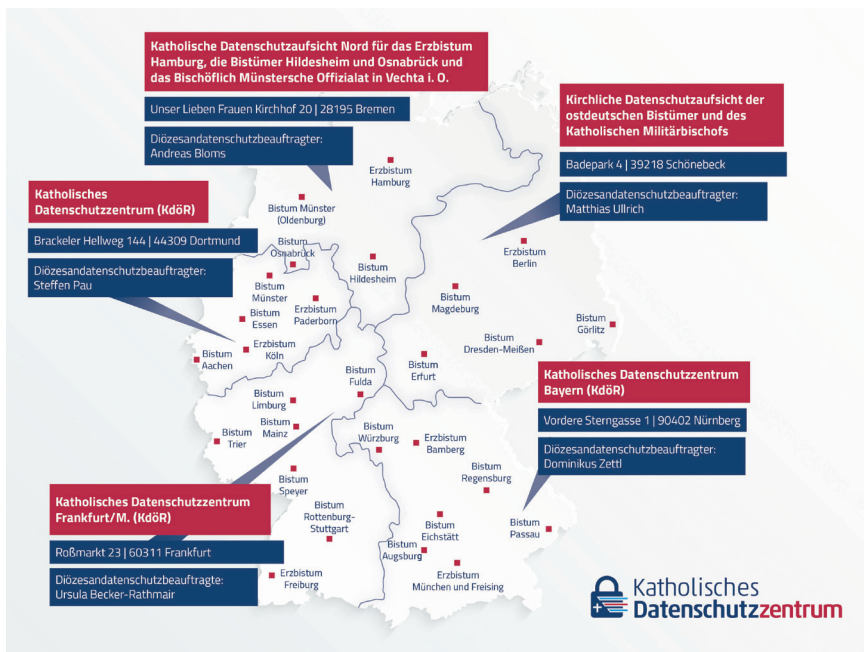 Katholische Datenschutzaufsicht Nord für das Erzbistum
Hamburg, die Bistümer Hildesheim und Osnabrück und
das Bischöflich Münstersche Offizialat in Vechta i. O.
Unser Lieben Frauen Kirchhof 20 | 28195 Bremen
Diözesandatenschutzbeauftragter:
Andreas Bloms
Kirchliche Datenschutzaufsicht der
ostdeutschen Bistümer und des
Katholischen Militärbischofs
Badepark 4 | 39218 Schönebeck
Diözesandatenschutzbeauftragter:
Matthias Ullrich
Katholisches
Datenschutzzentrum (KdöR)
Brackeler Hellweg 144 | 44309 Dortmund
Diözesandatenschutzbeauftragter:
Steffen Pau
Erzbistum
Hamburg
Bistum Münster
(Oldenburg)
Bistum
Osnabrück
Bistum
Hildesheim
Erzbistum
Berlin
Bistum
Münster
Bistum
Essen
Erzbistum
Paderborn
Bistum
Magdeburg
Bistum
Görlitz
Bistum
Dresden-Meißen
Erzbistum
Köln
Bistum
Aachen
Bistum
Erfurt
Bistum
Fulda
Bistum
Limburg
Bistum
Mainz
Bistum
Trier
Bistum
Würzburg
Erzbistum
Bamberg
Bistum
Speyer
Bistum
Regensburg
Bistum
Rottenburg-
Stuttgart
Bistum
Eichstätt
Bistum
Passau
Bistum
Augsburg
Erzbistum
Freiburg
Erzbistum
München und Freising
Katholisches Datenschutzzentrum
Bayern (KdöR)
Vordere Sterngasse 1 | 90402 Nürnberg
Diözesandatenschutzbeauftragter:
Dominikus Zettl
Katholisches Datenschutzzentrum
Frankfurt/M. (KdöR)
Roßmarkt 23 | 60311 Frankfurt
Diözesandatenschutzbeauftragte:
Ursula Becker-Rathmair
Katholisches
Datenschutzzentrum